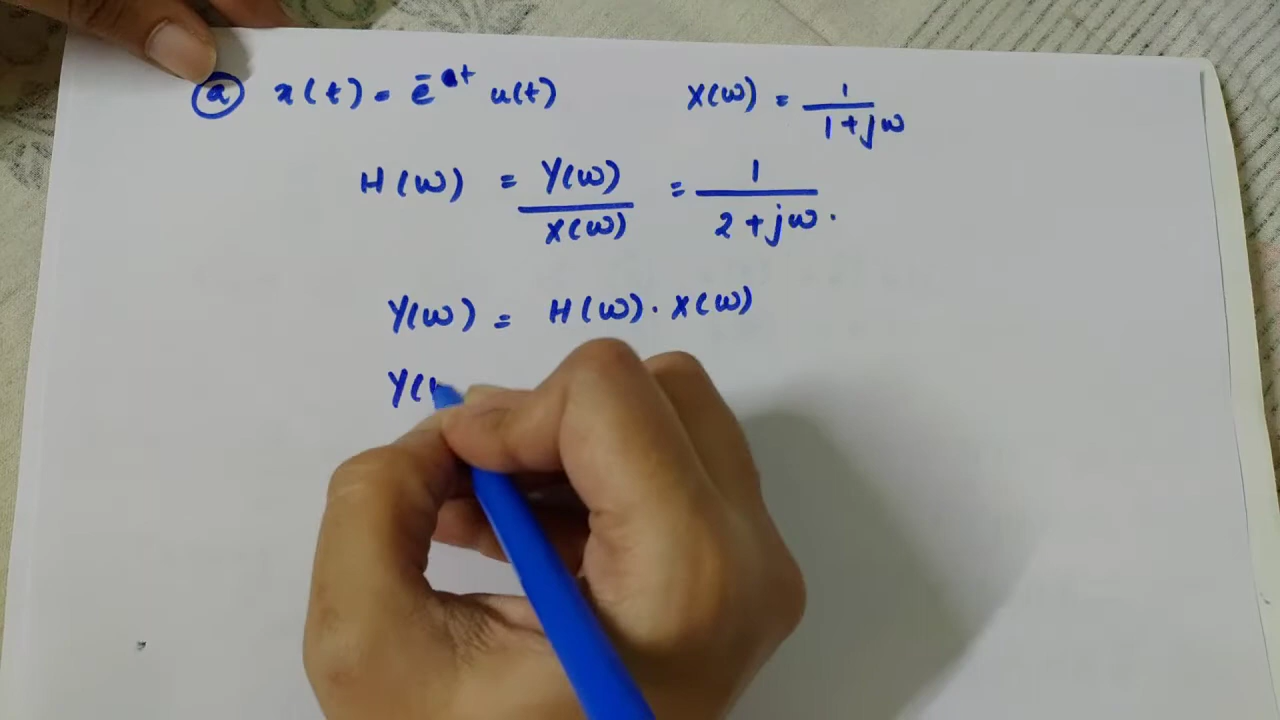 (a) x(t) = e^-at u(t) X(ω) = 1/(1+jω)
H(ω) = Y(ω)/X(ω) = 1/(2+jω).
Y(ω) = H(ω). X(ω)
Y(